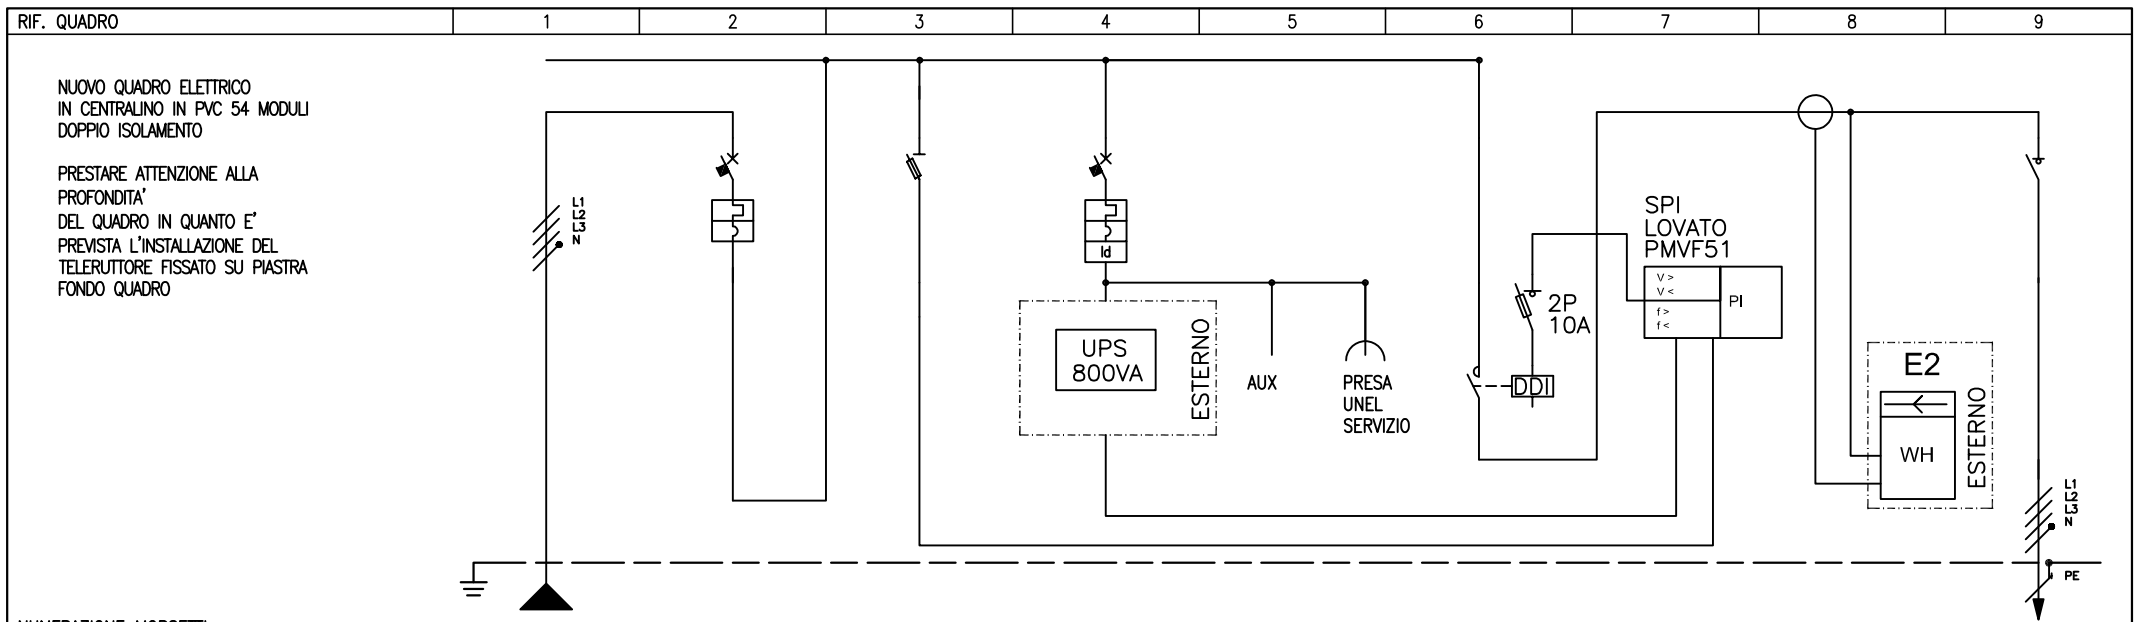 RIF. QUADRO 1 2 3 4 5 6 7 8 9
NUOVO QUADRO ELETTRICO
IN CENTRALINO IN PVC 54 MODULI
DOPPIO ISOLAMENTO
PRESTARE ATTENZIONE ALLA
PROFONDITA'
DEL QUADRO IN QUANTO E'
PREVISTA L'INSTALLAZIONE DEL
TELERUTTORE FISSATO SU PIASTRA
FONDO QUADRO
L1
L2
L3
N
Id
UPS
800VA
ESTERNO
AUX
PRESA
UNEL
SERVIZIO
2P
10A
DDI
SPI
LOVATO
PMVF51
V >
V <
f >
f <
PI
E2
WH
ESTERNO
L1
L2
L3
N
PE
NUMERAZIONE MORSETTI